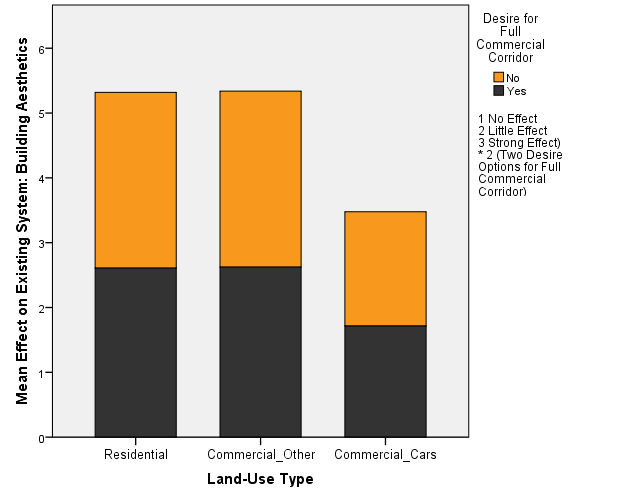 Mean Effect on Existing System: Building Aesthetics
6
5
4
3
2
1
0
Residential
Commercial_Other
Commercial_Cars
Land-Use Type
Desire for
Full
Commercial
Corridor
No
Yes
1 No Effect
2 Little Effect
3 Strong Effect)
* 2 (Two Desire
Options for Full
Commercial
Corridor)